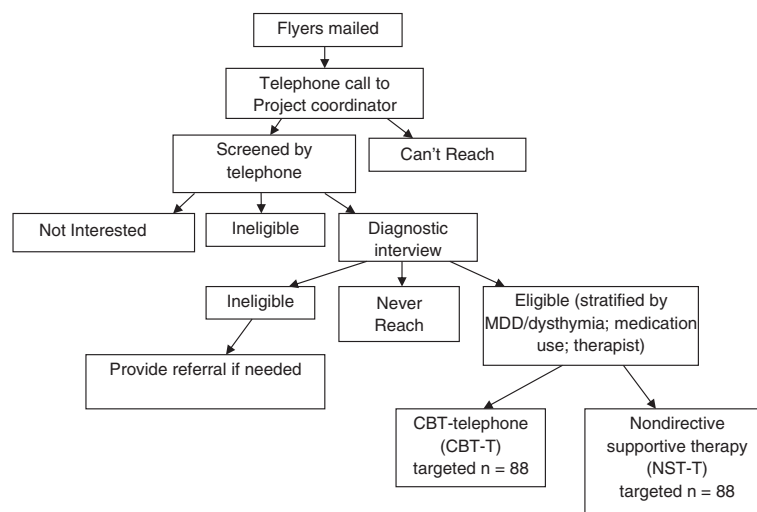 Flyers mailed
Telephone call to
Project coordinator
Screened by
telephone
Can't Reach
Not Interested
Ineligible
Diagnostic
interview
Ineligible
Never
Reach
Eligible (stratified by
MDD/dysthymia; medication
use; therapist)
Provide referral if needed
CBT-telephone
(CBT-T)
targeted n = 88
Nondirective
supportive therapy
(NST-T)
targeted n = 88